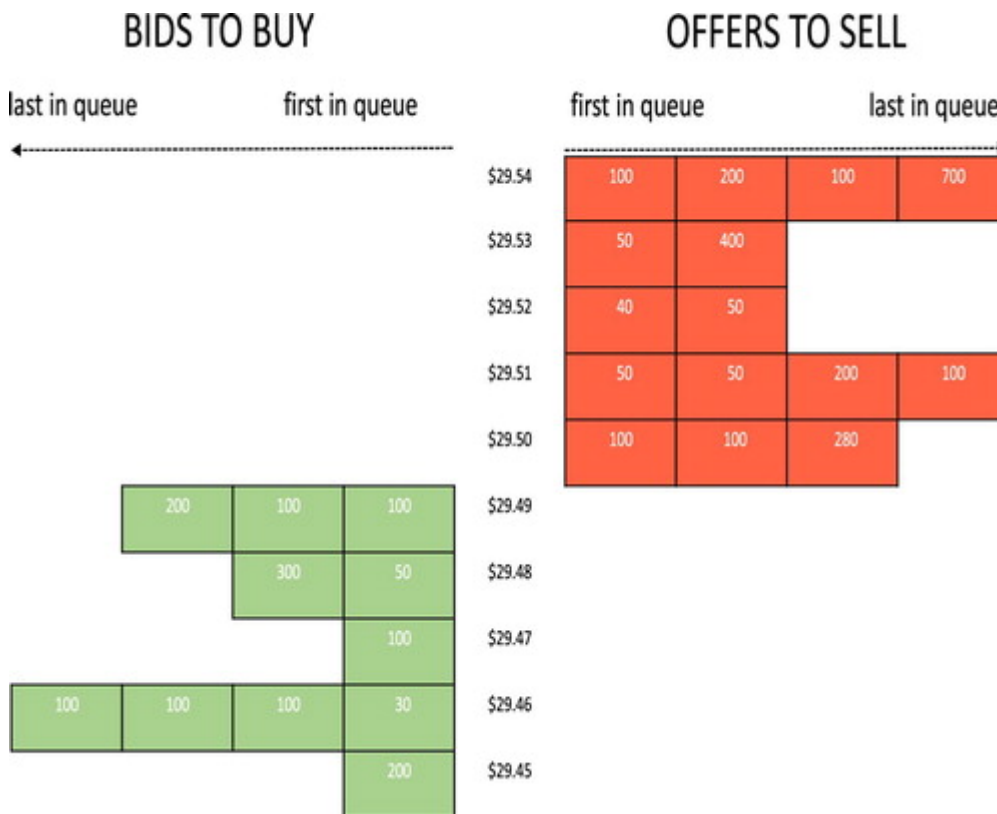 BIDS TO BUY OFFERS TO SELL
last in queue first in queue first in queue last in queue
$29.54 100 200 100 700
$29.53 50 400
$29.52 40 50
$29.51 50 50 200 100
$29.50 100 100 280
200 100 100 $29.49
300 50 $29.48
100 $29.47
100 100 100 30 $29.46
200 $29.45